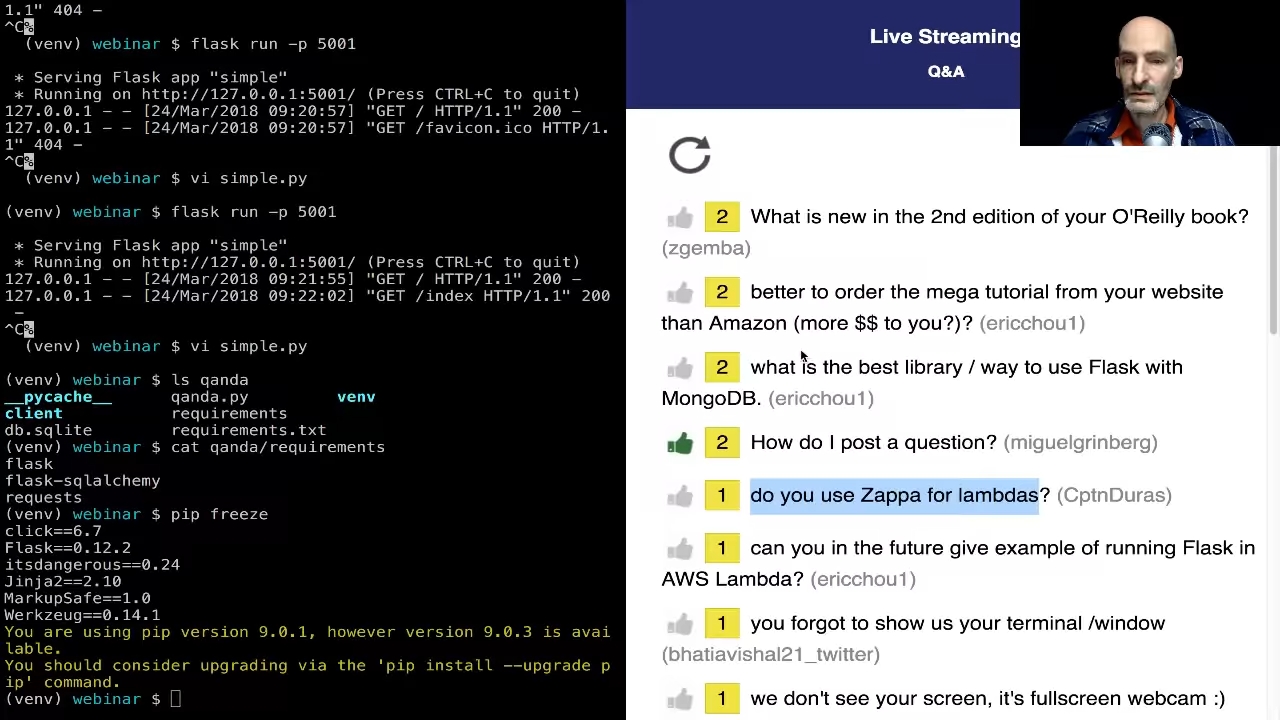 1.1" 404 -
^C%
(venv) webinar $ flask run -p 5001
* Serving Flask app "simple"
* Running on http://127.0.0.1:5001/ (Press CTRL+C to quit)
127.0.0.1 - - [24/Mar/2018 09:20:57] "GET / HTTP/1.1" 200 -
127.0.0.1 - - [24/Mar/2018 09:20:57] "GET /favicon.ico HTTP/1.
1" 404 -
^C%
(venv) webinar $ vi simple.py
(venv) webinar $ flask run -p 5001
* Serving Flask app "simple"
* Running on http://127.0.0.1:5001/ (Press CTRL+C to quit)
127.0.0.1 - - [24/Mar/2018 09:21:55] "GET / HTTP/1.1" 200 -
127.0.0.1 - - [24/Mar/2018 09:22:02] "GET /index HTTP/1.1" 200
-
^C%
(venv) webinar $ vi simple.py
(venv) webinar $ ls qanda
__pycache__ qanda.py venv
client requirements
db.sqlite requirements.txt
(venv) webinar $ cat qanda/requirements
flask
flask-sqlalchemy
requests
(venv) webinar $ pip freeze
click==6.7
Flask==0.12.2
itsdangerous==0.24
Jinja2==2.10
MarkupSafe==1.0
Werkzeug==0.14.1
You are using pip version 9.0.1, however version 9.0.3 is avai
lable.
You should consider upgrading via the 'pip install --upgrade p
ip' command.
(venv) webinar $
Live Streaming
Q&A
2 What is new in the 2nd edition of your O'Reilly book?
(zgemba)
2 better to order the mega tutorial from your website
than Amazon (more $$ to you?)? (ericchou1)
2 what is the best library / way to use Flask with
MongoDB. (ericchou1)
2 How do I post a question? (miguelgrinberg)
1 do you use Zappa for lambdas? (CptnDuras)
1 can you in the future give example of running Flask in
AWS Lambda? (ericchou1)
1 you forgot to show us your terminal /window
(bhatiavishal21_twitter)
1 we don't see your screen, it's fullscreen webcam :)